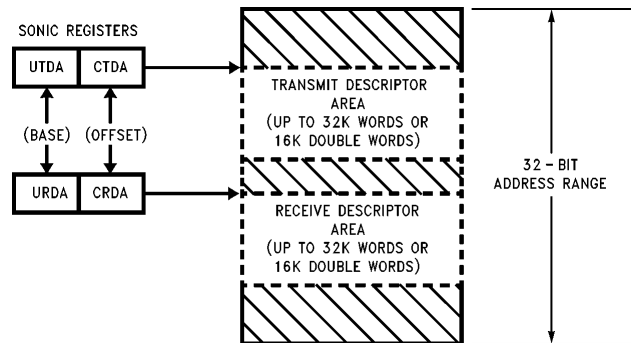 SONIC REGISTERS
UTDA CTDA
(BASE) (OFFSET)
URDA CRDA
TRANSMIT DESCRIPTOR
AREA
(UP TO 32K WORDS OR
16K DOUBLE WORDS)
RECEIVE DESCRIPTOR
AREA
(UP TO 32K WORDS OR
16K DOUBLE WORDS)
32-BIT
ADDRESS RANGE